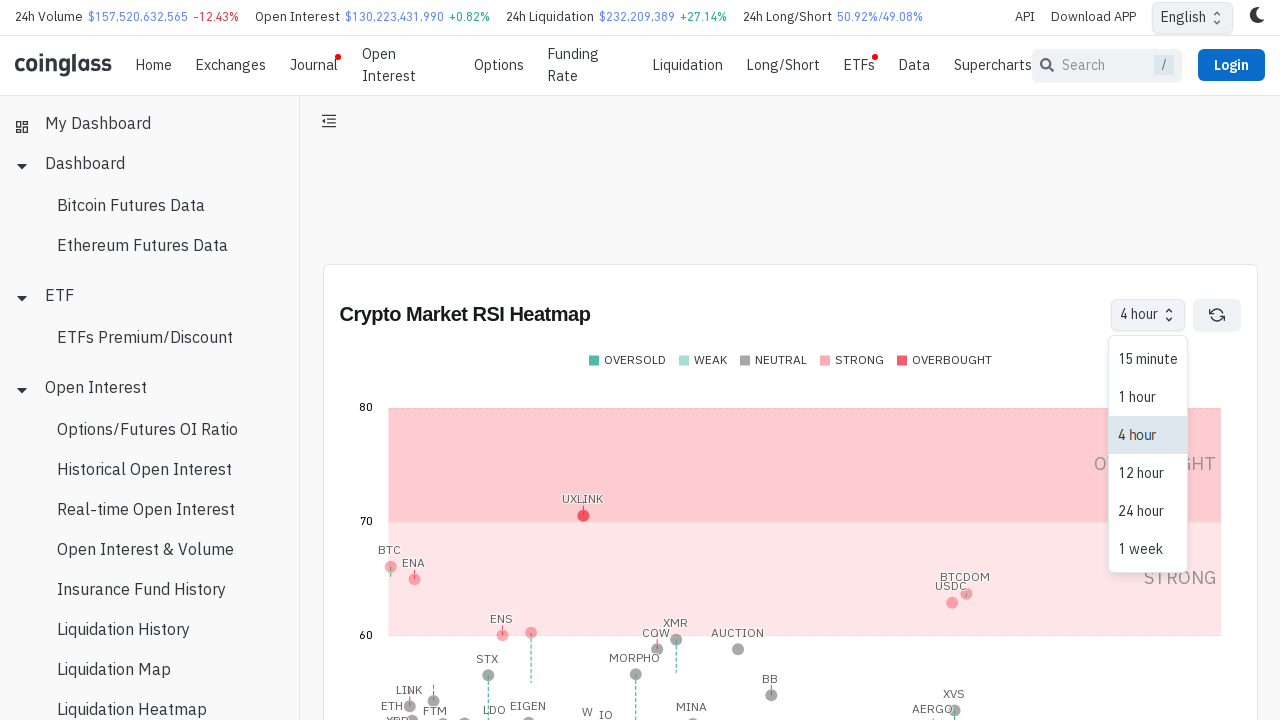 24h Volume $157,520,632,565 -12.43% Open Interest $130,223,431,990 +0.82% 24h Liquidation $232,209,389 +27.14% 24h Long/Short 50.92%/49.08% API Download APP English
coinglass Home Exchanges Journal Open Interest Options Funding Rate Liquidation Long/Short ETFs Data Supercharts Search / Login
My Dashboard
Dashboard
Bitcoin Futures Data
Ethereum Futures Data
ETF
ETFs Premium/Discount
Open Interest
Options/Futures OI Ratio
Historical Open Interest
Real-time Open Interest
Open Interest & Volume
Insurance Fund History
Liquidation History
Liquidation Map
Liquidation Heatmap
Crypto Market RSI Heatmap
4 hour
15 minute
1 hour
4 hour
12 hour
24 hour
1 week
OVERSOLD WEAK NEUTRAL STRONG OVERBOUGHT
80
UXLINK
70
BTC
ENA
BTCDOM
USDC
STRONG
ENS
XMR
60
COW
AUCTION
STX
MORPHO
BB
LINK
XVS
ETH
FTM
LDO
EIGEN
W
IO
MINA
AERGO